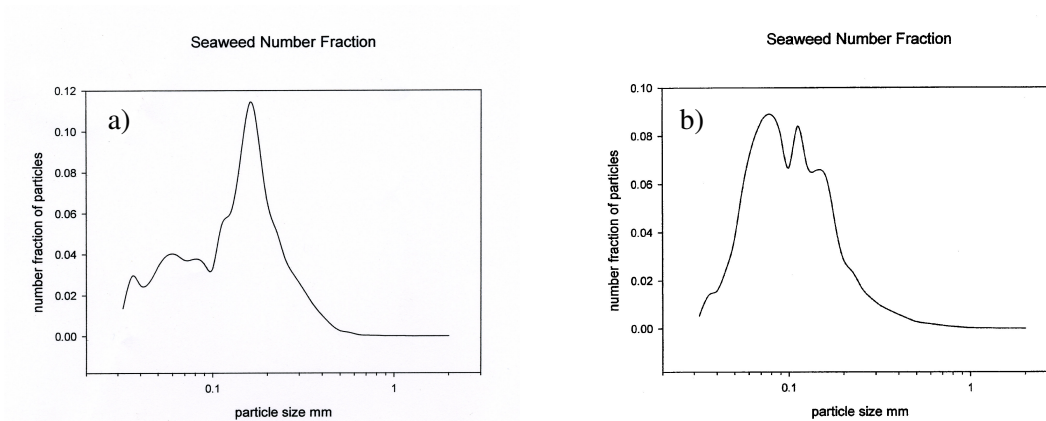 Seaweed Number Fraction
a)
0.12
0.10
0.08
0.06
0.04
0.02
0.00
number fraction of particles
0.1
1
particle size mm
Seaweed Number Fraction
b)
0.10
0.08
0.06
0.04
0.02
0.00
number fraction of particles
0.1
1
particle size mm